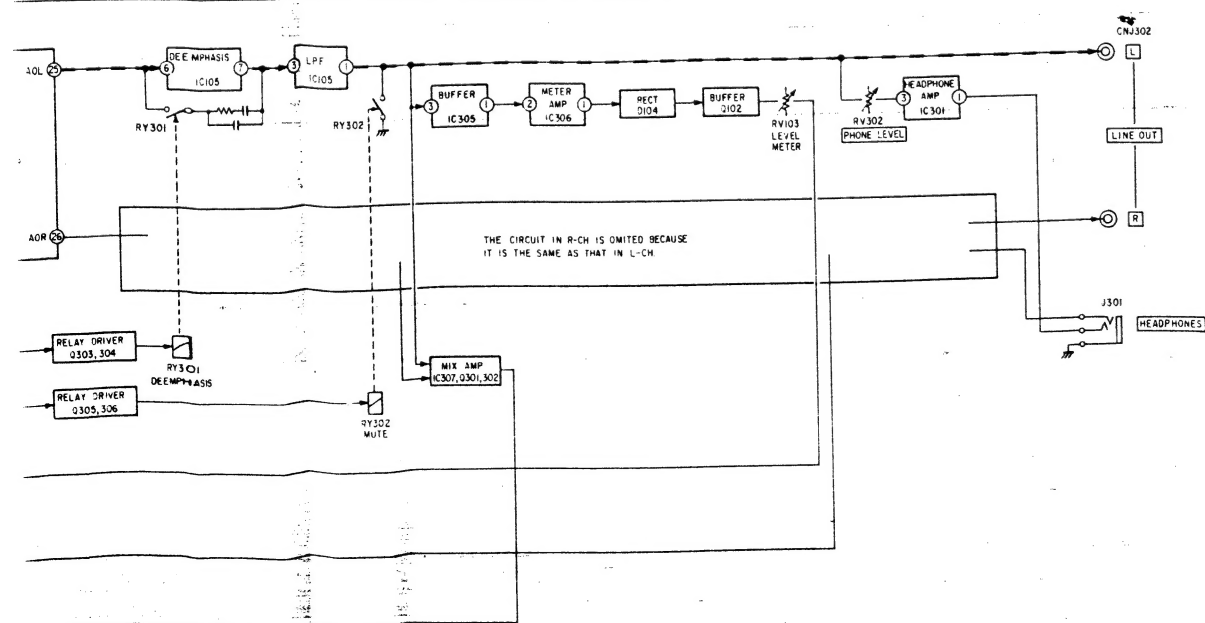 CNJ302
L
AOL 25
DEEMPHASIS
6 7
IC105
LPF
3 1
IC105
RY301
RY302
BUFFER
3 1
IC305
METER
AMP
2 1
IC306
RECT
D104
BUFFER
Q102
RV103
LEVEL
METER
RV302
PHONE LEVEL
HEADPHONE
AMP
3 1
IC301
LINE OUT
R
AOR 26
THE CIRCUIT IN R-CH IS OMITED BECAUSE
IT IS THE SAME AS THAT IN L-CH.
J301
HEADPHONES
RELAY DRIVER
Q303, 304
RY301
DEEMPHASIS
MIX AMP
IC307, Q301, 302
RELAY DRIVER
Q305, 306
RY302
MUTE